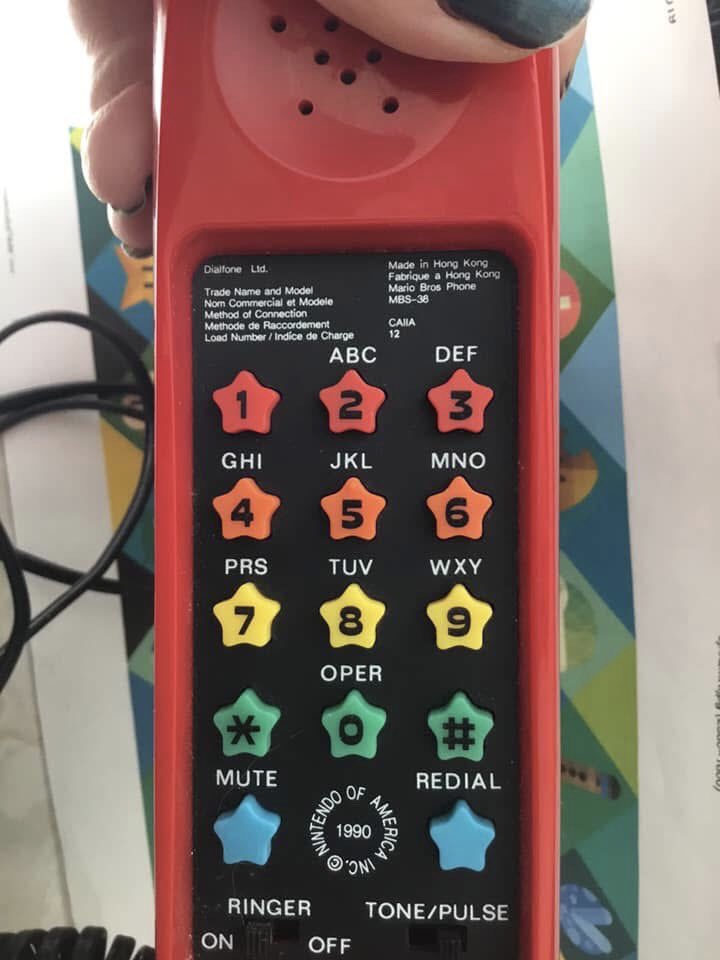 Dialfone Ltd.
Trade Name and Model
Nom Commercial et Modele
Method of Connection
Methode de Raccordement
Load Number / Indice de Charge
Made in Hong Kong
Fabrique a Hong Kong
Mario Bros Phone
MBS-38
CAIIA
12
ABC DEF
1 2 3
GHI JKL MNO
4 5 6
PRS TUV WXY
7 8 9
OPER
* 0 #
MUTE REDIAL
© NINTENDO OF AMERICA INC.
1990
RINGER TONE/PULSE
ON OFF